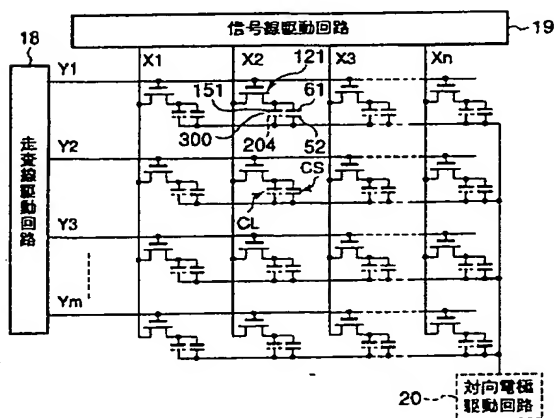 18
信号線駆動回路
19
X1 X2 X3 Xn
Y1
121
151
61
300 204 52
走査線駆動回路
Y2
CS
CL
Y3
Ym
20
対向電極
駆動回路